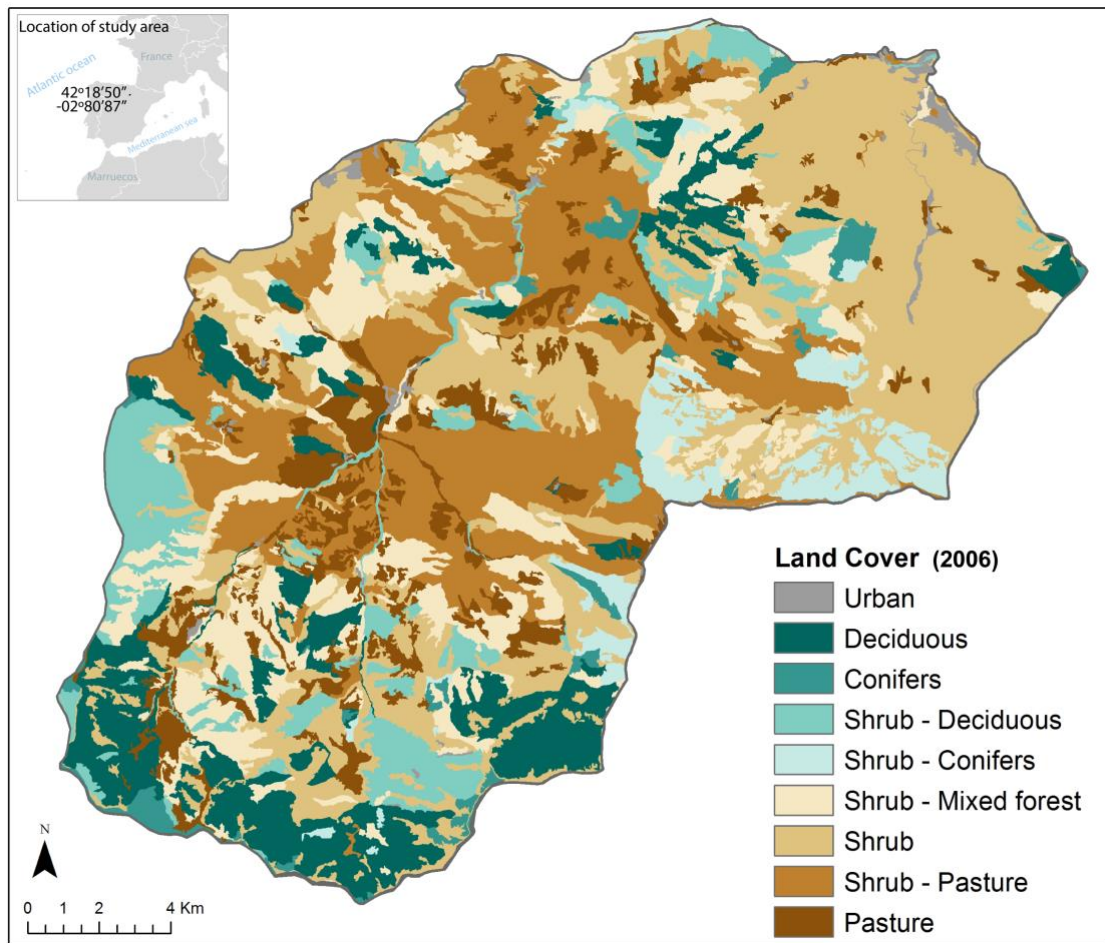 Location of study area
France
Atlantic ocean
42º18'50" -
-02º80'87"
Mediterranean sea
Marruecos
Land Cover (2006)
Urban
Deciduous
Conifers
Shrub - Deciduous
Shrub - Conifers
Shrub - Mixed forest
Shrub
Shrub - Pasture
Pasture
N
0 1 2 4 Km